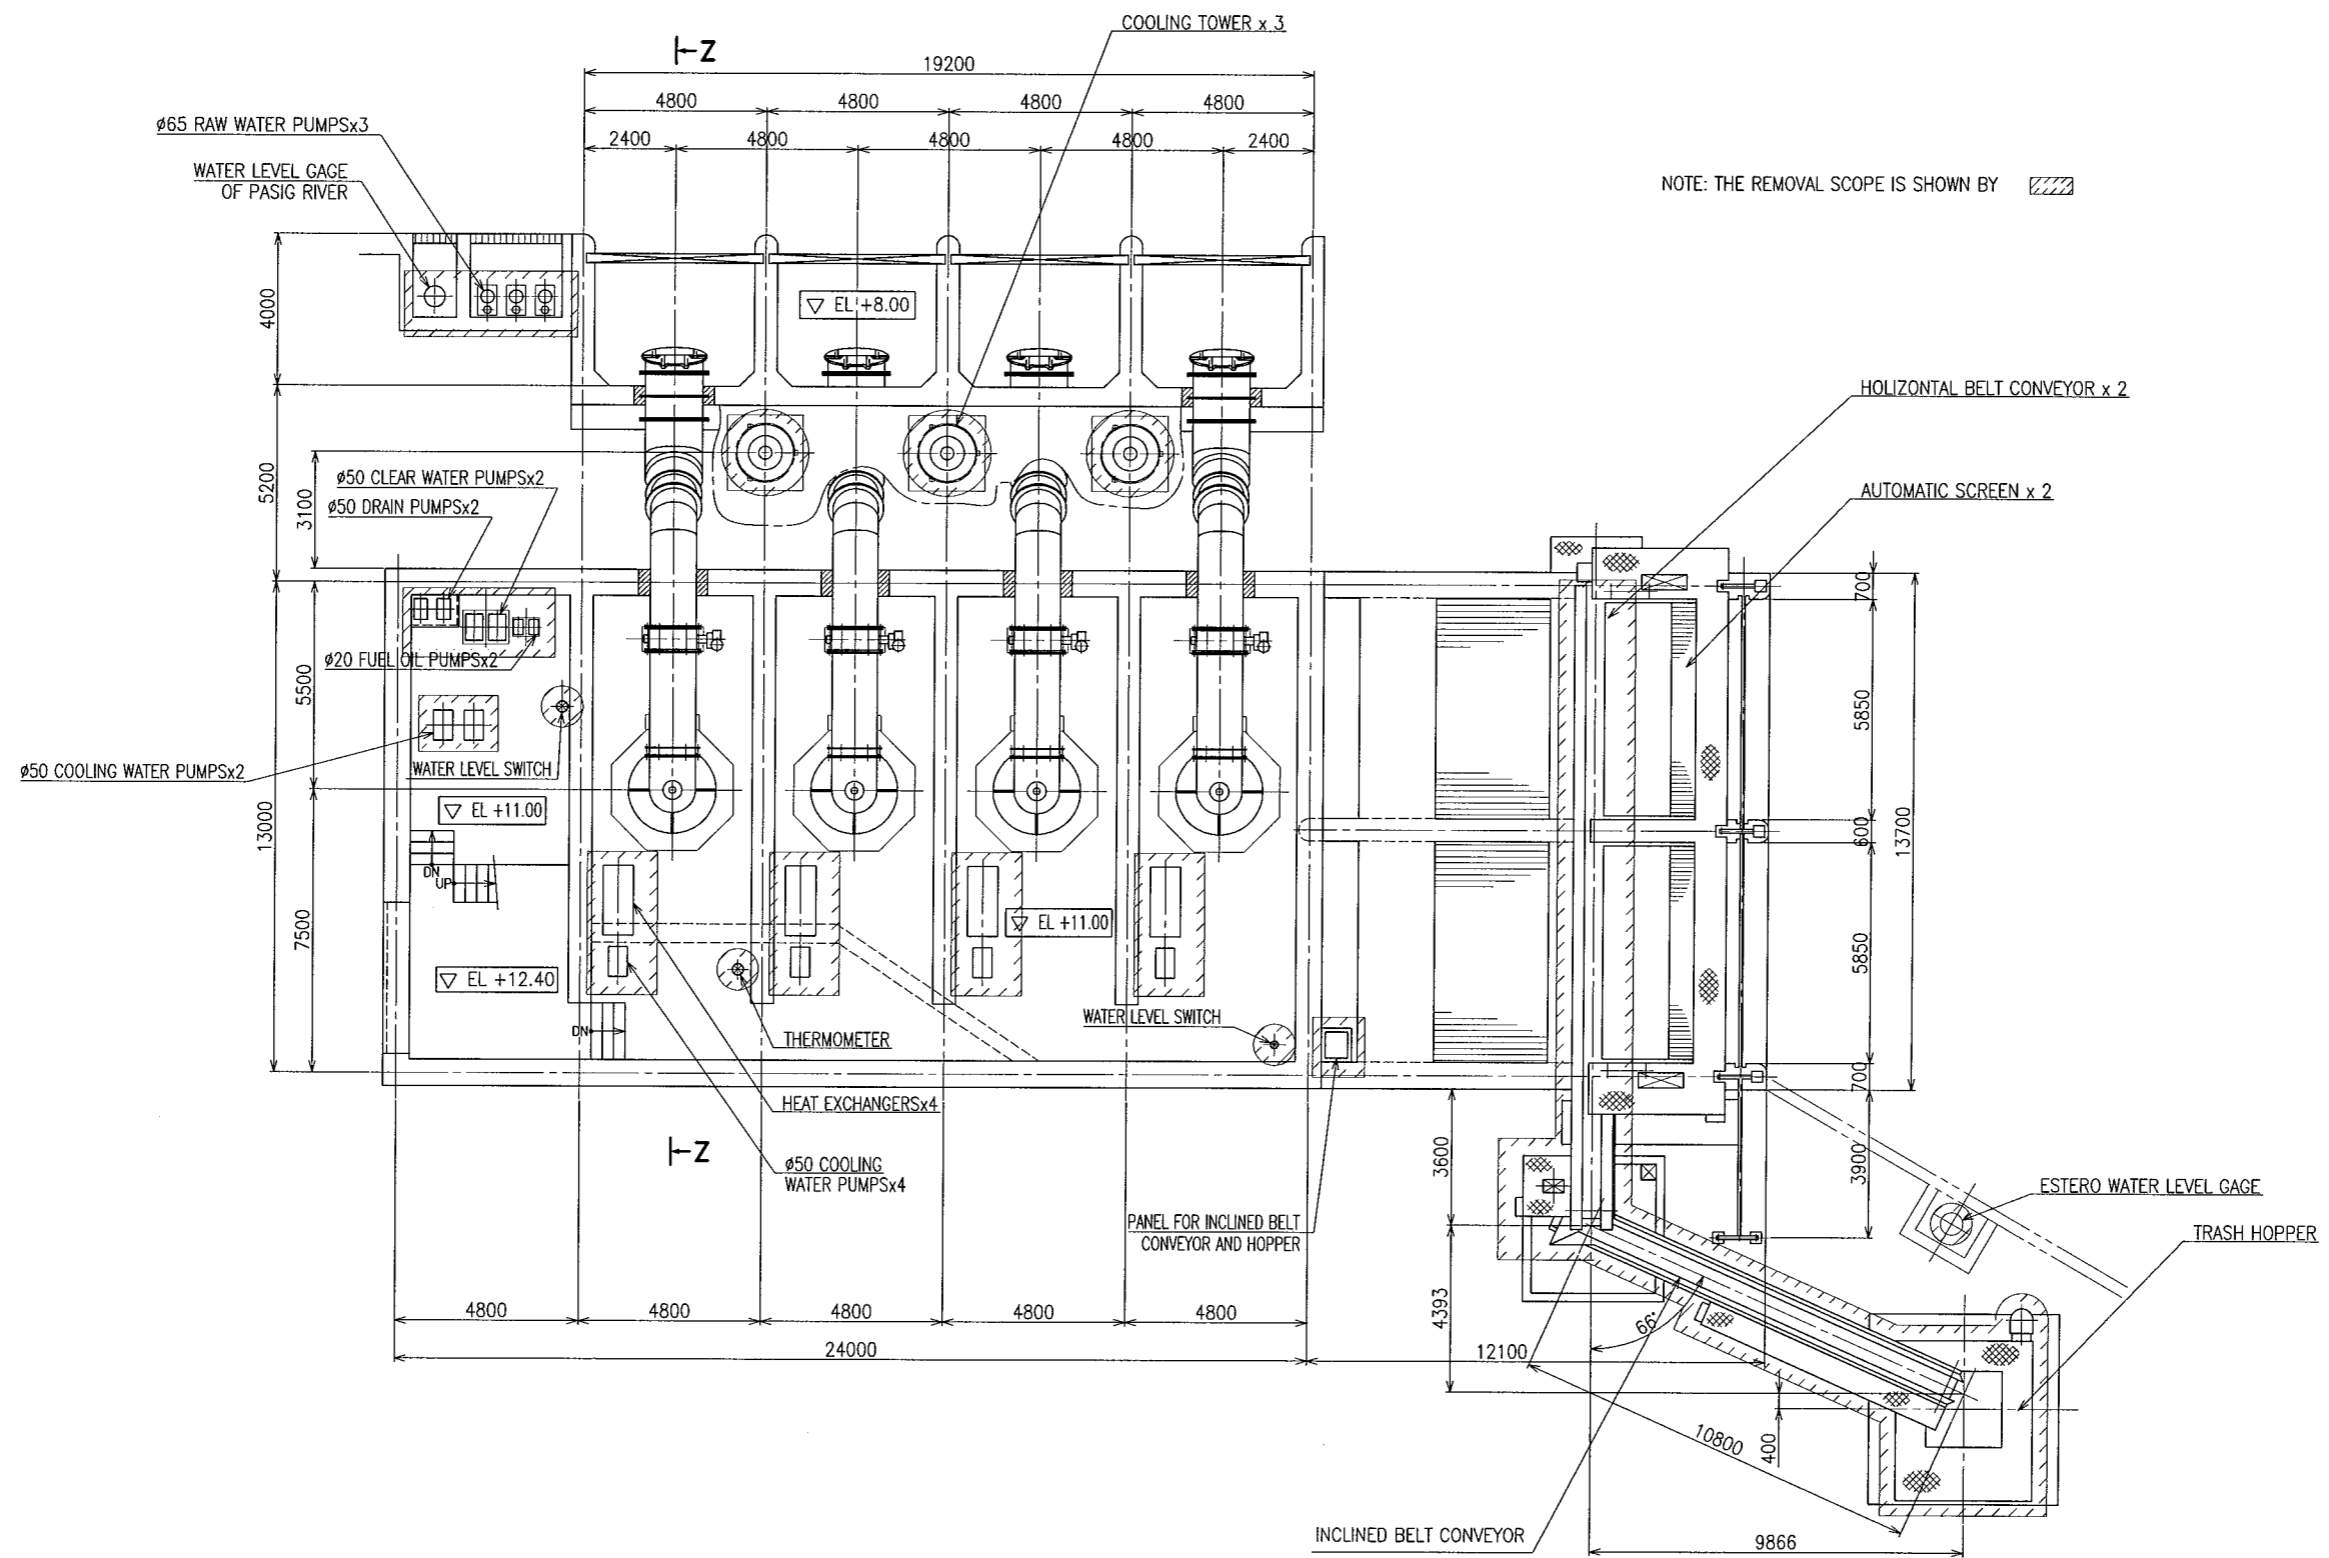 COOLING TOWER x 3
Z
19200
4800 4800 4800 4800
2400 4800 4800 4800 2400
ø65 RAW WATER PUMPSx3
WATER LEVEL GAGE
OF PASIG RIVER
NOTE: THE REMOVAL SCOPE IS SHOWN BY
4000
EL +8.00
HOLIZONTAL BELT CONVEYOR x 2
AUTOMATIC SCREEN x 2
5200
3100
ø50 CLEAR WATER PUMPSx2
ø50 DRAIN PUMPSx2
ø20 FUEL OIL PUMPSx2
5500
700
5850
ø50 COOLING WATER PUMPSx2
WATER LEVEL SWITCH
EL +11.00
13000
600
13700
DN
UP
7500
EL +11.00
5850
EL +12.40
DN
THERMOMETER
WATER LEVEL SWITCH
700
HEAT EXCHANGERSx4
Z
ø50 COOLING
WATER PUMPSx4
3600
3900
ESTERO WATER LEVEL GAGE
PANEL FOR INCLINED BELT
CONVEYOR AND HOPPER
TRASH HOPPER
4800 4800 4800 4800 4800
4393
66°
24000
12100
10800
400
INCLINED BELT CONVEYOR
9866